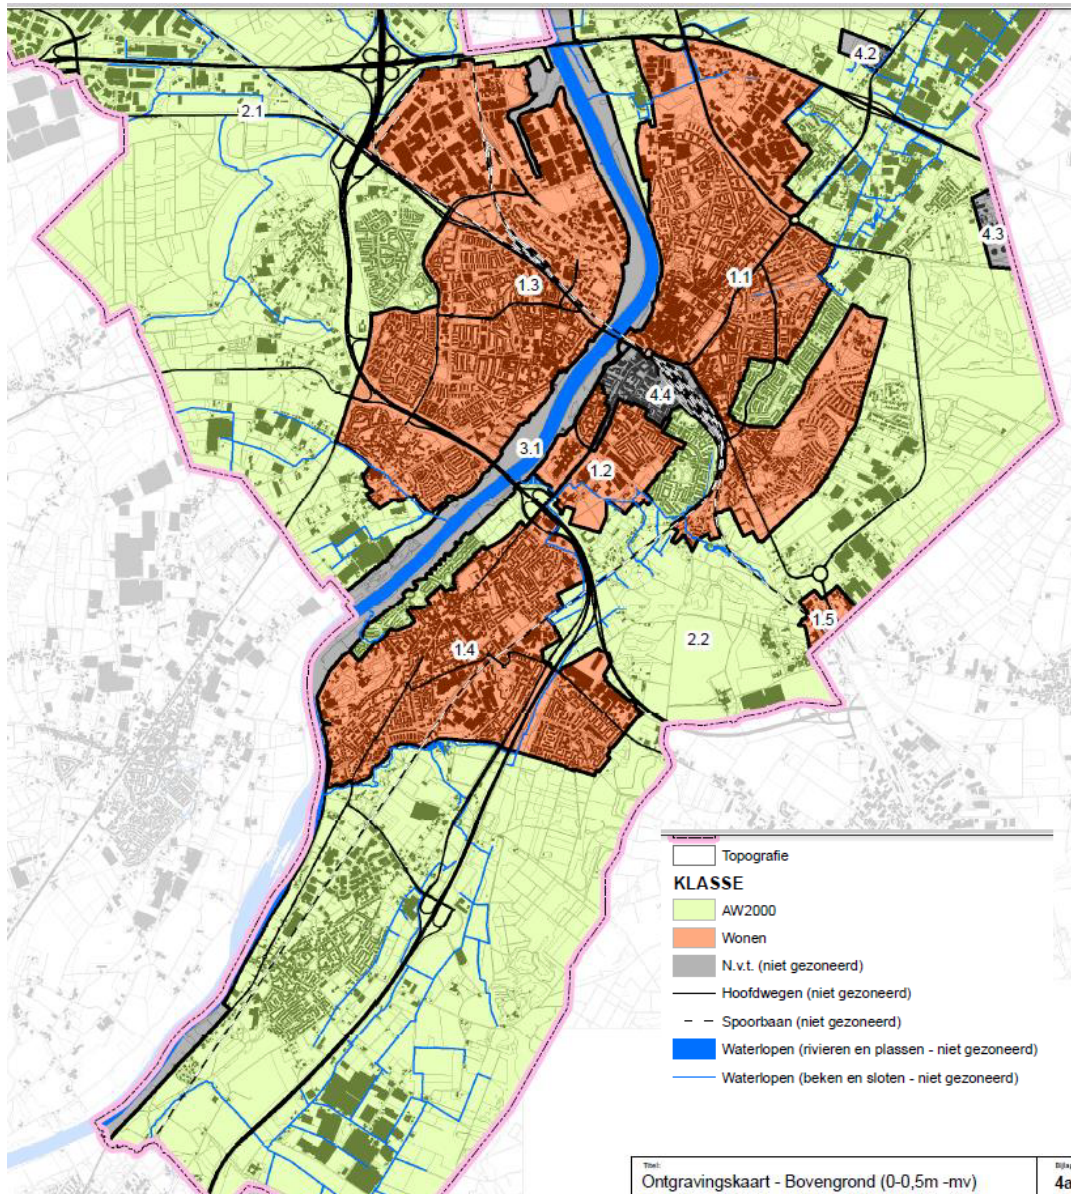 4.2
2.1
4.3
1.1
1.3
4.4
3.1
1.2
1.5
2.2
1.4
Topografie
KLASSE
AW2000
Wonen
N.v.t. (niet gezoneerd)
Hoofdwegen (niet gezoneerd)
Spoorbaan (niet gezoneerd)
Waterlopen (rivieren en plassen - niet gezoneerd)
Waterlopen (beken en sloten - niet gezoneerd)
Titel:
Ontgravingskaart - Bovengrond (0-0,5m -mv)
4a